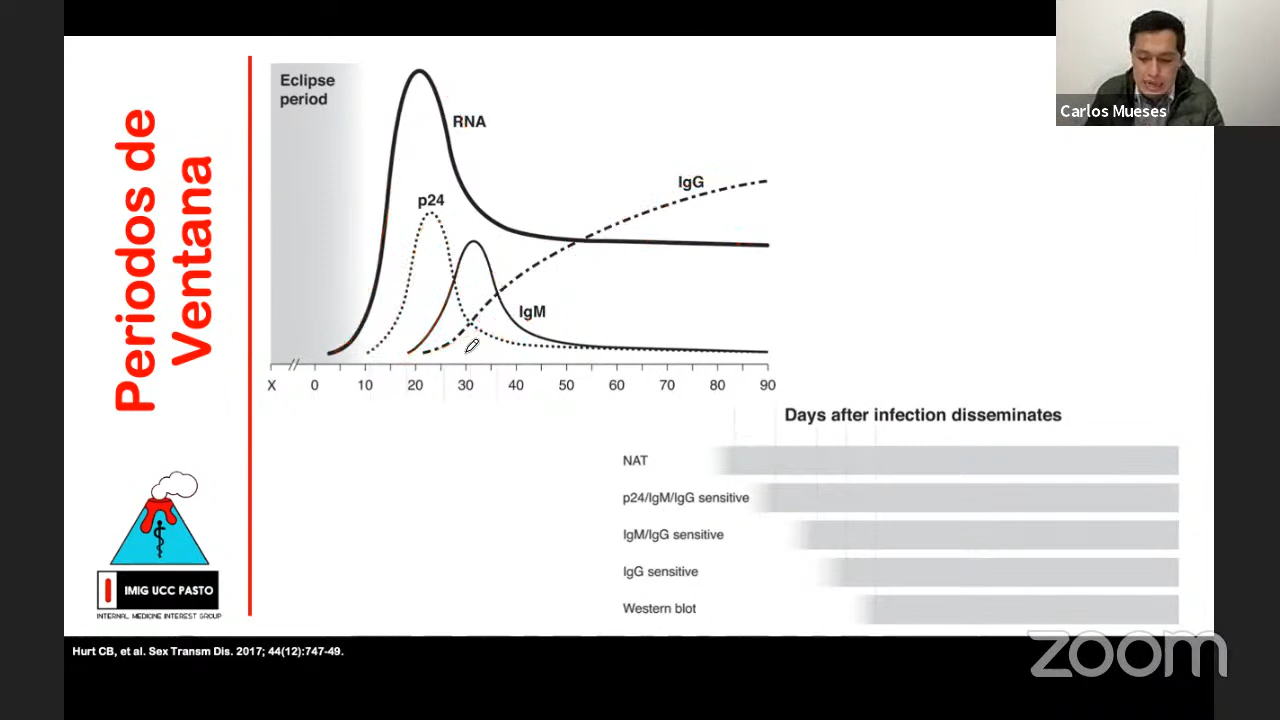 Periodos de
Ventana
Eclipse
period
RNA
p24
IgG
IgM
X 0 10 20 30 40 50 60 70 80 90
Days after infection disseminates
NAT
p24/IgM/IgG sensitive
IgM/IgG sensitive
IgG sensitive
Western blot
IMIG UCC PASTO
INTERNAL MEDICINE INTEREST GROUP
Hurt CB, et al. Sex Transm Dis. 2017; 44(12):747-49.
Carlos Mueses
zoom